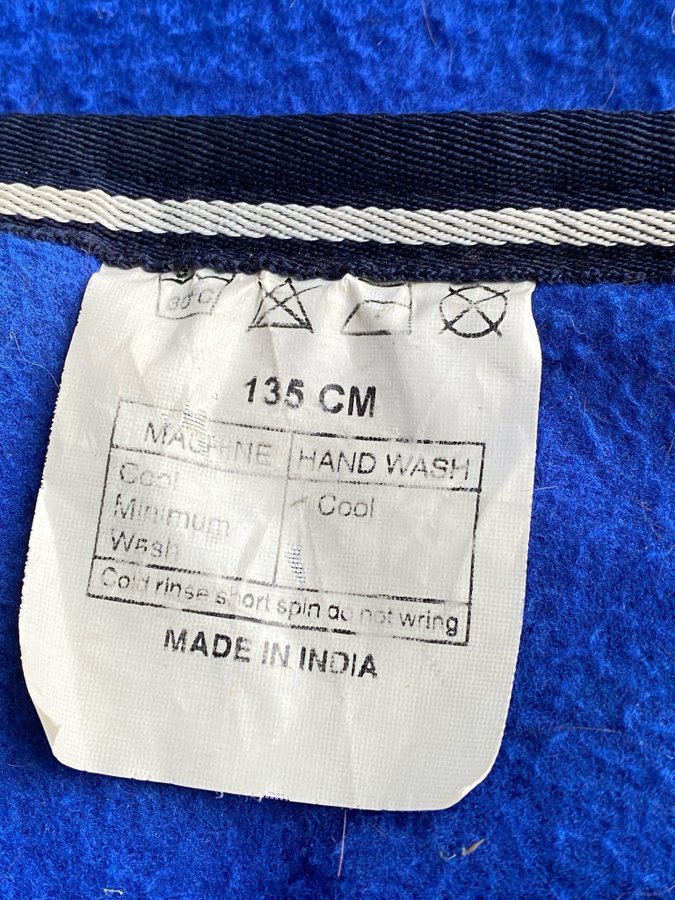 30°C
135 CM
MACHINE HAND WASH
Cool Cool
Minimum
Wash
Cold rinse short spin do not wring
MADE IN INDIA